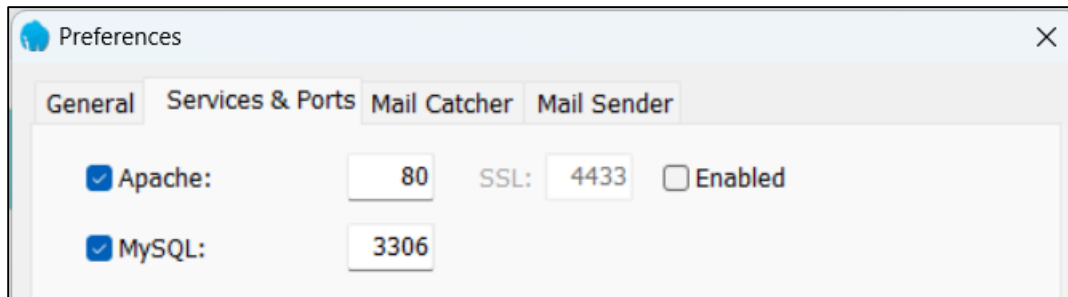 Preferences
General Services & Ports Mail Catcher Mail Sender
Apache: 80 SSL: 4433 Enabled
MySQL: 3306